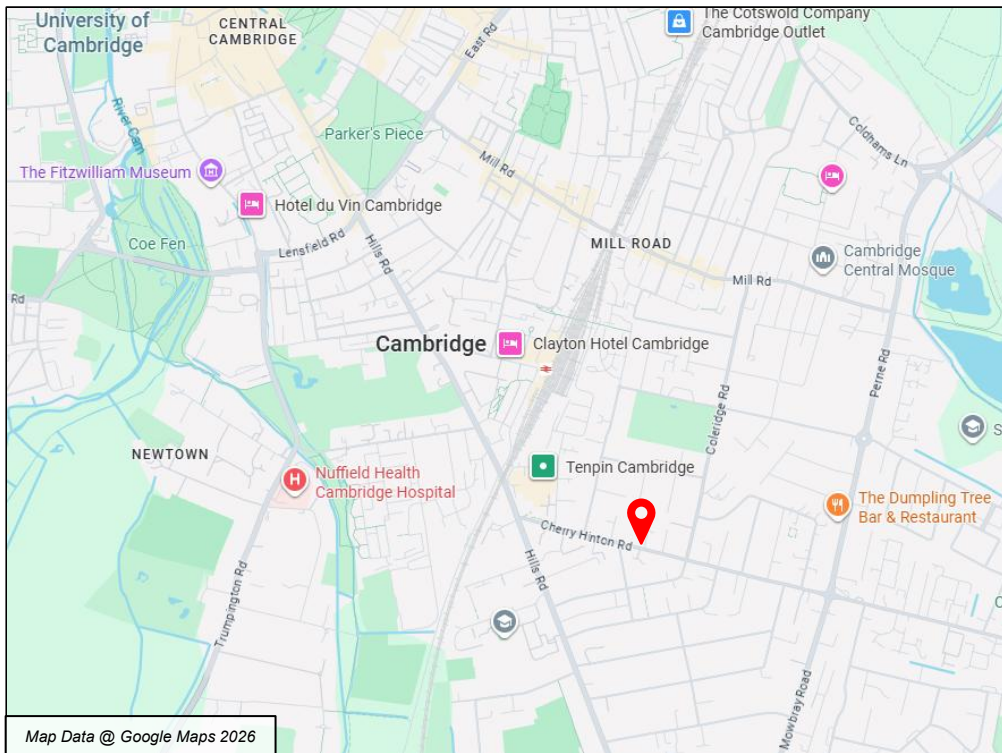 University of
Cambridge
CENTRAL
CAMBRIDGE
East Rd
The Cotswold Company
Cambridge Outlet
River Cam
Parker's Piece
Mill Rd
Coldhams Ln
The Fitzwilliam Museum
Hotel du Vin Cambridge
Coe Fen
Lensfield Rd
Hills Rd
MILL ROAD
Cambridge
Central Mosque
Mill Rd
Rd
Cambridge
Clayton Hotel Cambridge
Perne Rd
Coleridge Rd
NEWTOWN
Nuffield Health
Cambridge Hospital
Tenpin Cambridge
S
The Dumpling Tree
Bar & Restaurant
Cherry Hinton Rd
Hills Rd
Trumpington Rd
C
Mowbray Road
Map Data @ Google Maps 2026